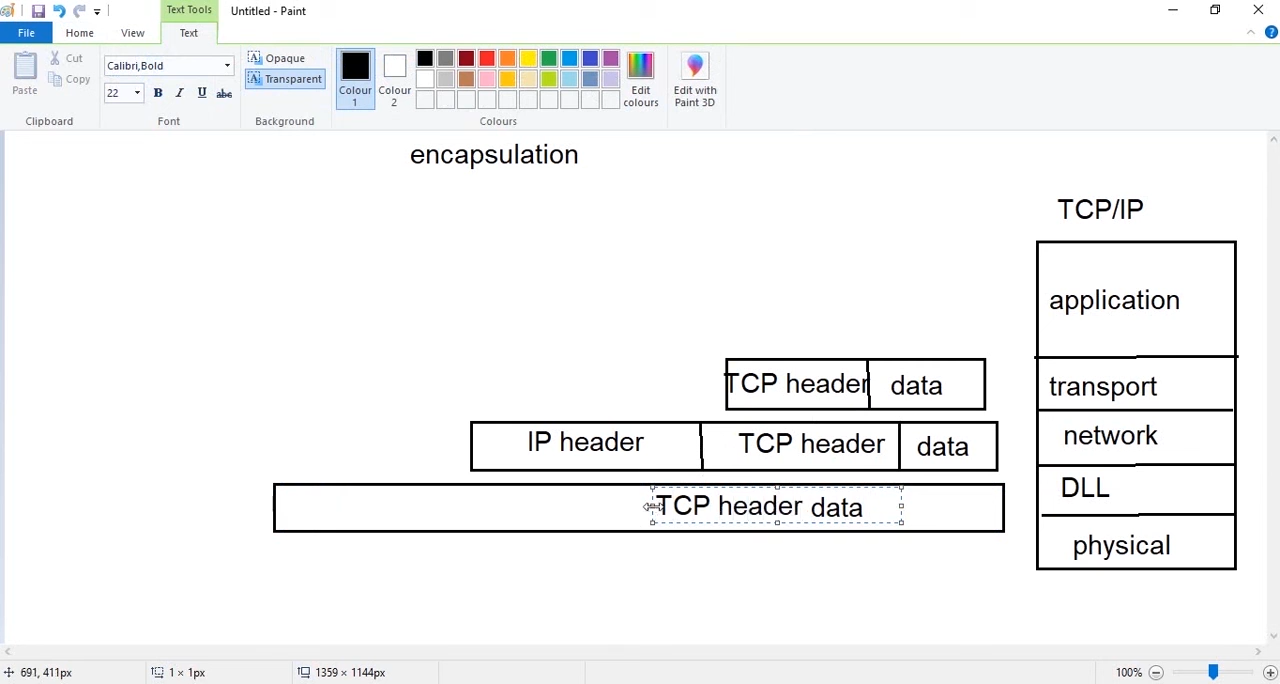 Text Tools
Untitled - Paint
File
Home
View
Text
Paste
Cut
Copy
Clipboard
Calibri,Bold
22
B
I
U
abc
Font
A Opaque
A Transparent
Background
Colour 1
Colour 2
Edit colours
Colours
Edit with Paint 3D
encapsulation
TCP/IP
application
TCP header data
transport
IP header TCP header data
network
TCP header data
DLL
physical
691, 411px
1 × 1px
1359 × 1144px
100%